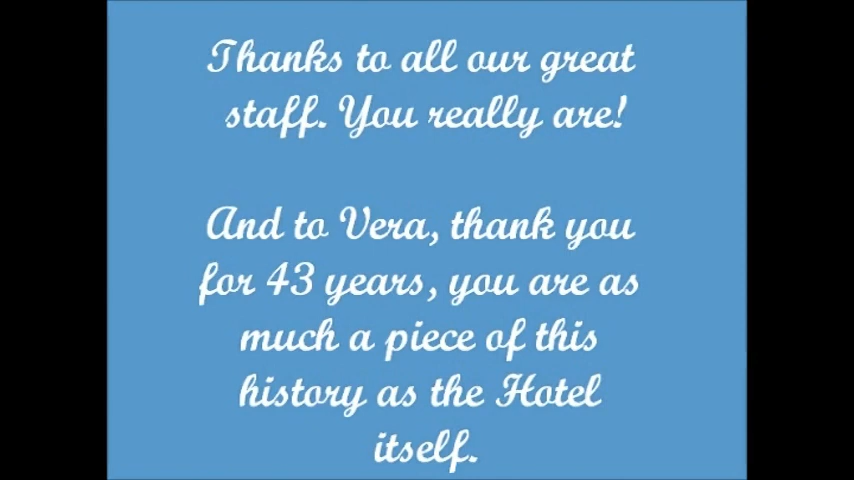 Thanks to all our great
staff. You really are!
And to Vera, thank you
for 43 years, you are as
much a piece of this
history as the Hotel
itself.